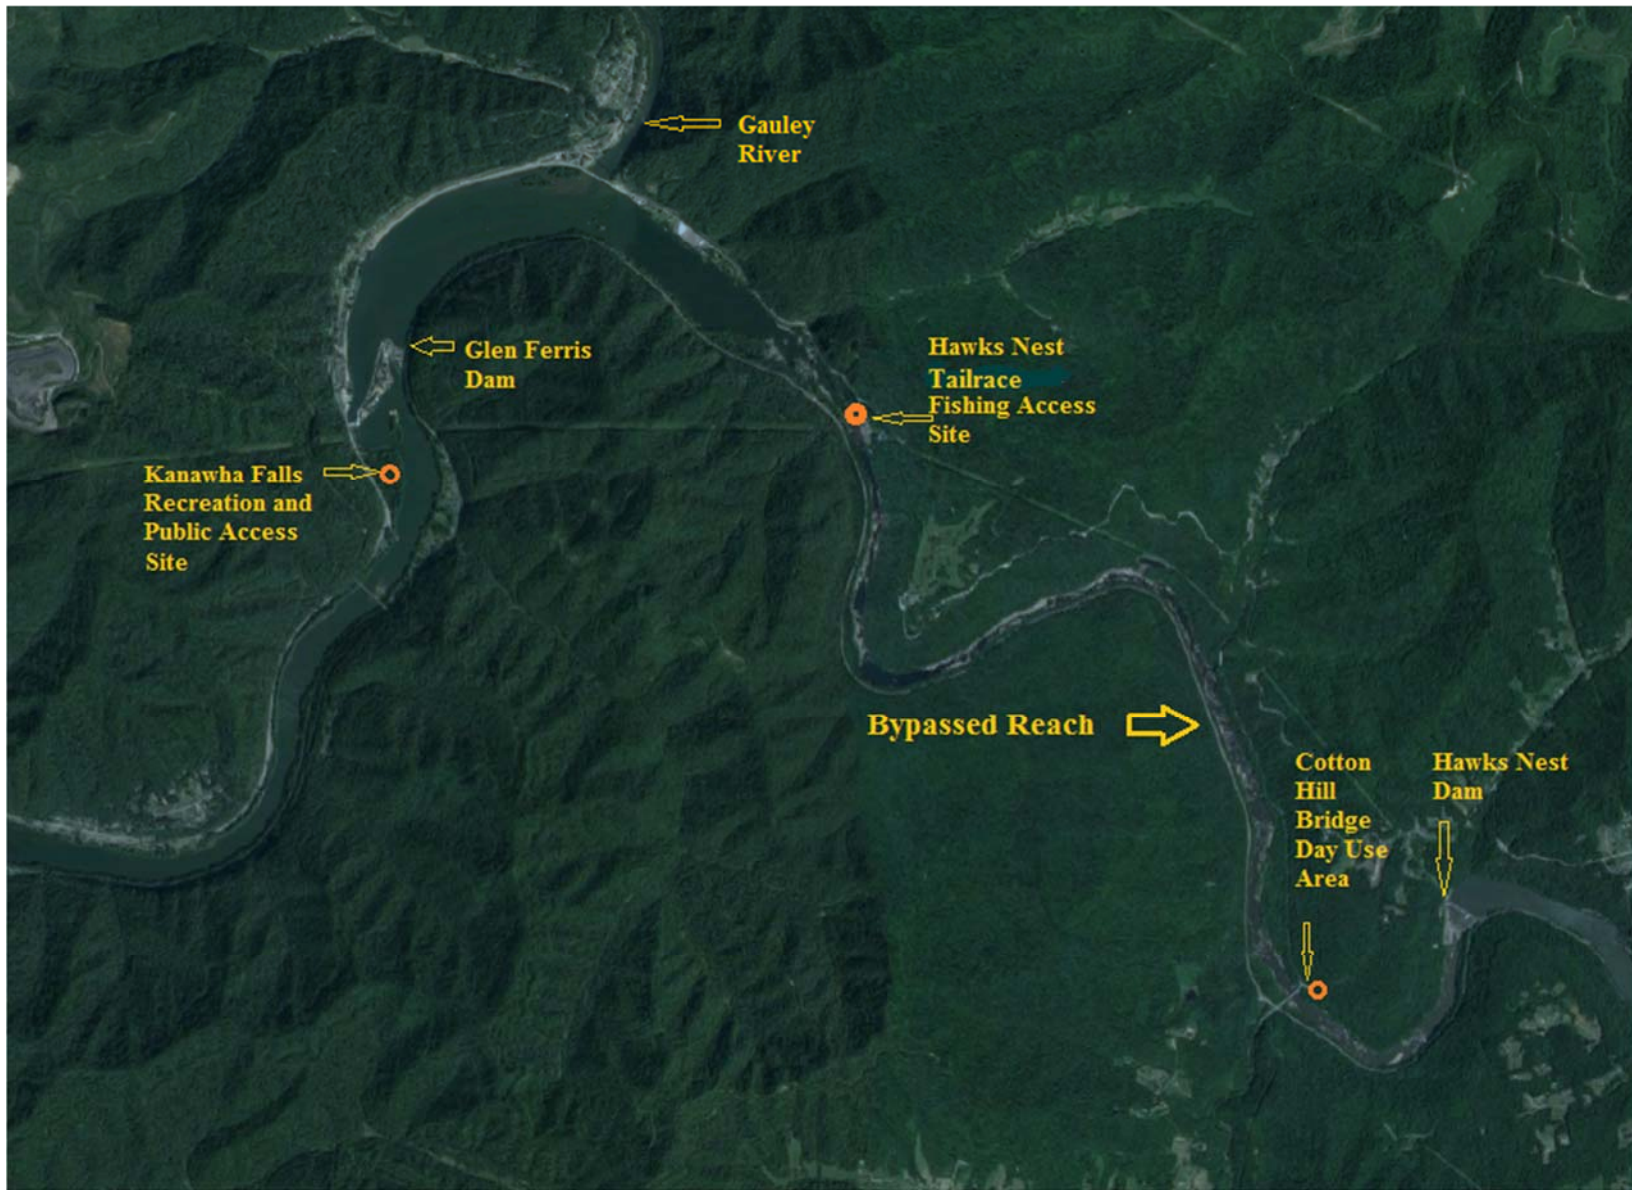 Gauley
River
Glen Ferris
Dam
Hawks Nest
Tailrace
Fishing Access
Site
Kanawha Falls
Recreation and
Public Access
Site
Bypassed Reach
Cotton
Hill
Bridge
Day Use
Area
Hawks Nest
Dam